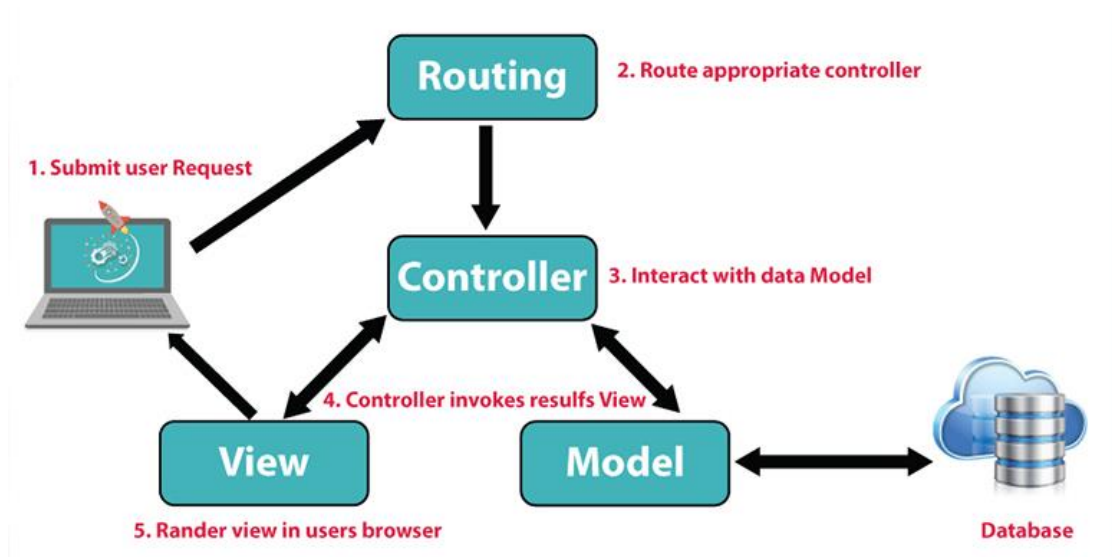 Routing
2. Route appropriate controller
1. Submit user Request
Controller
3. Interact with data Model
4. Controller invokes resulfs View
View
Model
5. Rander view in users browser
Database